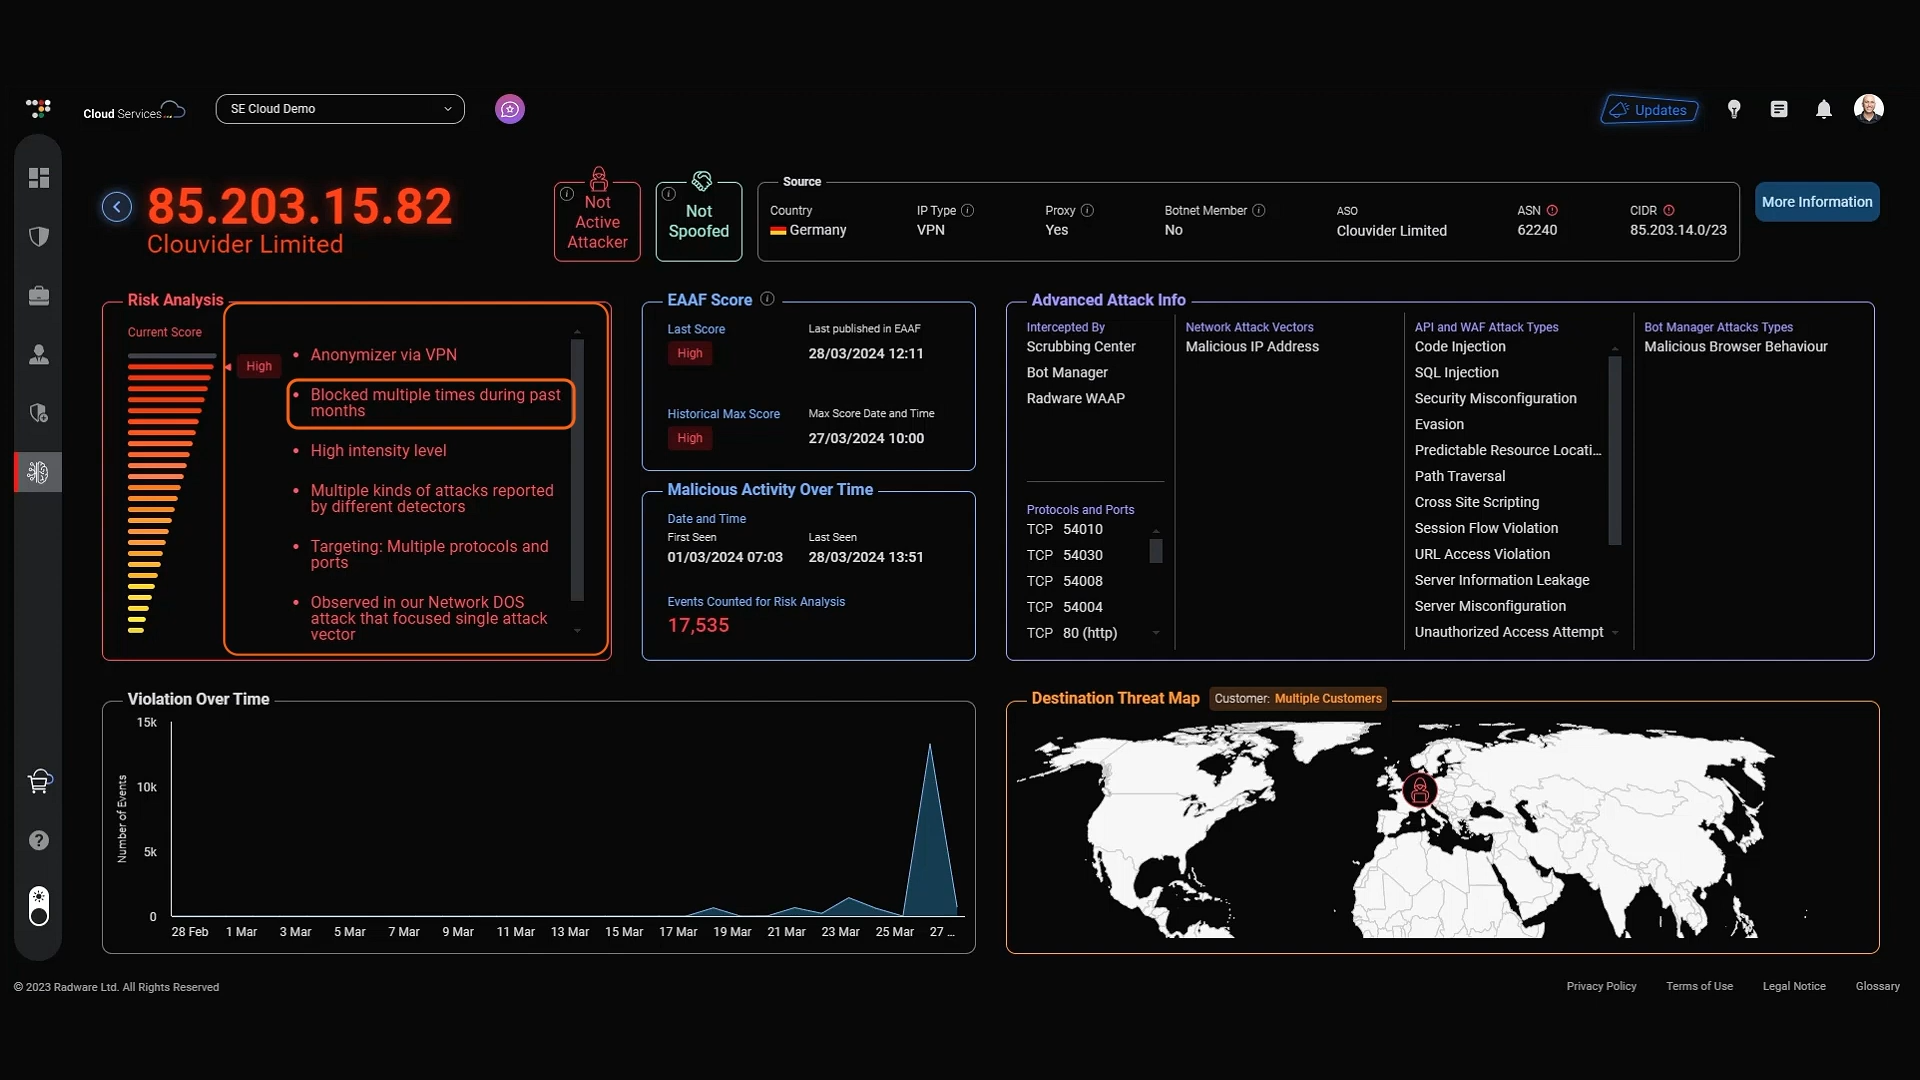 Cloud Services
SE Cloud Demo
Updates
85.203.15.82
Clouvider Limited
Not
Active
Attacker
Not
Spoofed
Source
Country
Germany
IP Type
VPN
Proxy
Yes
Botnet Member
No
ASO
Clouvider Limited
ASN
62240
CIDR
85.203.14.0/23
More Information
Risk Analysis
Current Score
High
• Anonymizer via VPN
• Blocked multiple times during past
months
• High intensity level
• Multiple kinds of attacks reported
by different detectors
• Targeting: Multiple protocols and
ports
• Observed in our Network DOS
attack that focused single attack
vector
EAAF Score
Last Score
High
Last published in EAAF
28/03/2024 12:11
Historical Max Score
High
Max Score Date and Time
27/03/2024 10:00
Malicious Activity Over Time
Date and Time
First Seen
01/03/2024 07:03
Last Seen
28/03/2024 13:51
Events Counted for Risk Analysis
17,535
Advanced Attack Info
Intercepted By
Scrubbing Center
Bot Manager
Radware WAAP
Protocols and Ports
TCP 54010
TCP 54030
TCP 54008
TCP 54004
TCP 80 (http)
Network Attack Vectors
Malicious IP Address
API and WAF Attack Types
Code Injection
SQL Injection
Security Misconfiguration
Evasion
Predictable Resource Locati...
Path Traversal
Cross Site Scripting
Session Flow Violation
URL Access Violation
Server Information Leakage
Server Misconfiguration
Unauthorized Access Attempt
Bot Manager Attacks Types
Malicious Browser Behaviour
Violation Over Time
Number of Events
15k
10k
5k
0
28 Feb 1 Mar 3 Mar 5 Mar 7 Mar 9 Mar 11 Mar 13 Mar 15 Mar 17 Mar 19 Mar 21 Mar 23 Mar 25 Mar 27 ...
Destination Threat Map
Customer: Multiple Customers
© 2023 Radware Ltd. All Rights Reserved
Privacy Policy
Terms of Use
Legal Notice
Glossary